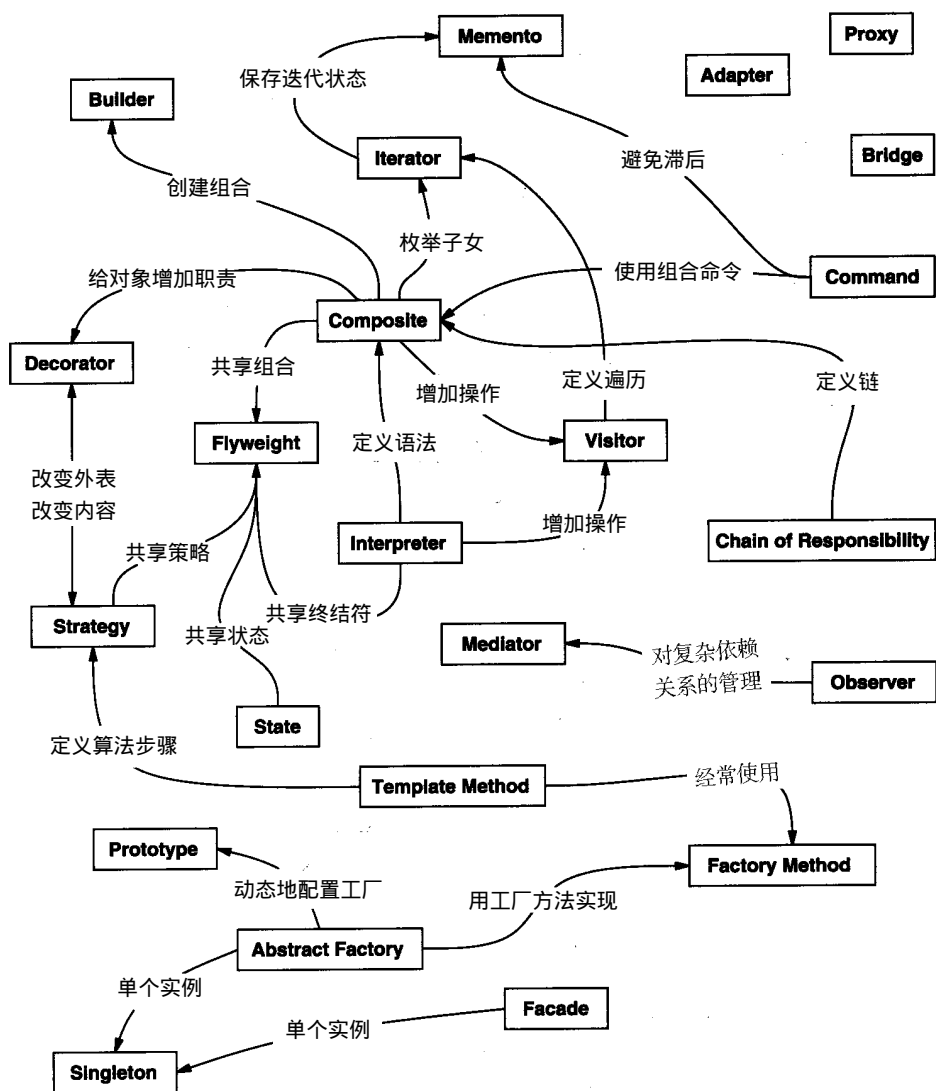 Memento
Proxy
Adapter
保存迭代状态
Builder
Iterator
避免滞后
Bridge
创建组合
枚举子女
使用组合命令
Command
给对象增加职责
Composite
Decorator
共享组合
增加操作
定义遍历
定义链
Flyweight
定义语法
Visitor
改变外表
改变内容
增加操作
共享策略
Interpreter
Chain of Responsibility
Strategy
共享状态
共享终结符
Mediator
对复杂依赖
关系的管理
Observer
State
定义算法步骤
Template Method
经常使用
Prototype
动态地配置工厂
用工厂方法实现
Factory Method
Abstract Factory
单个实例
Facade
单个实例
Singleton